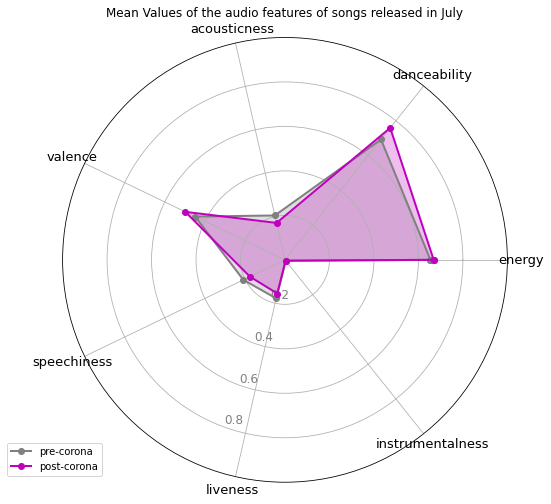 Mean Values of the audio features of songs released in July
acousticness
danceability
valence
energy
2
0.4
speechiness
0.6
0.8
instrumentalness
pre-corona
post-corona
liveness